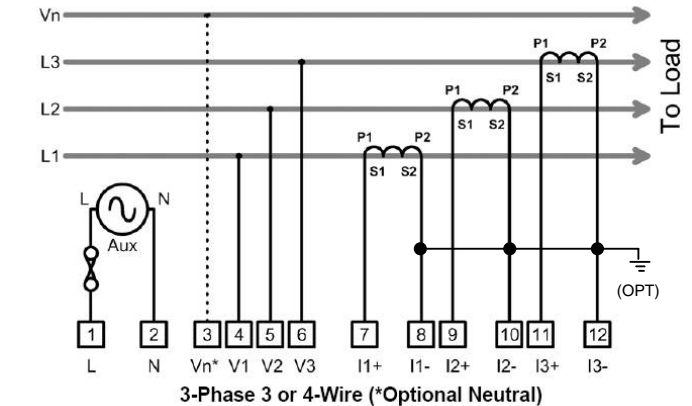 Vn
P1 P2
L3
S1 S2
P1 P2
L2
S1 S2
P1 P2
L1
S1 S2
To Load
L N
Aux
(OPT)
1 2 3 4 5 6 7 8 9 10 11 12
L N Vn* V1 V2 V3 I1+ I1- I2+ I2- I3+ I3-
3-Phase 3 or 4-Wire (*Optional Neutral)